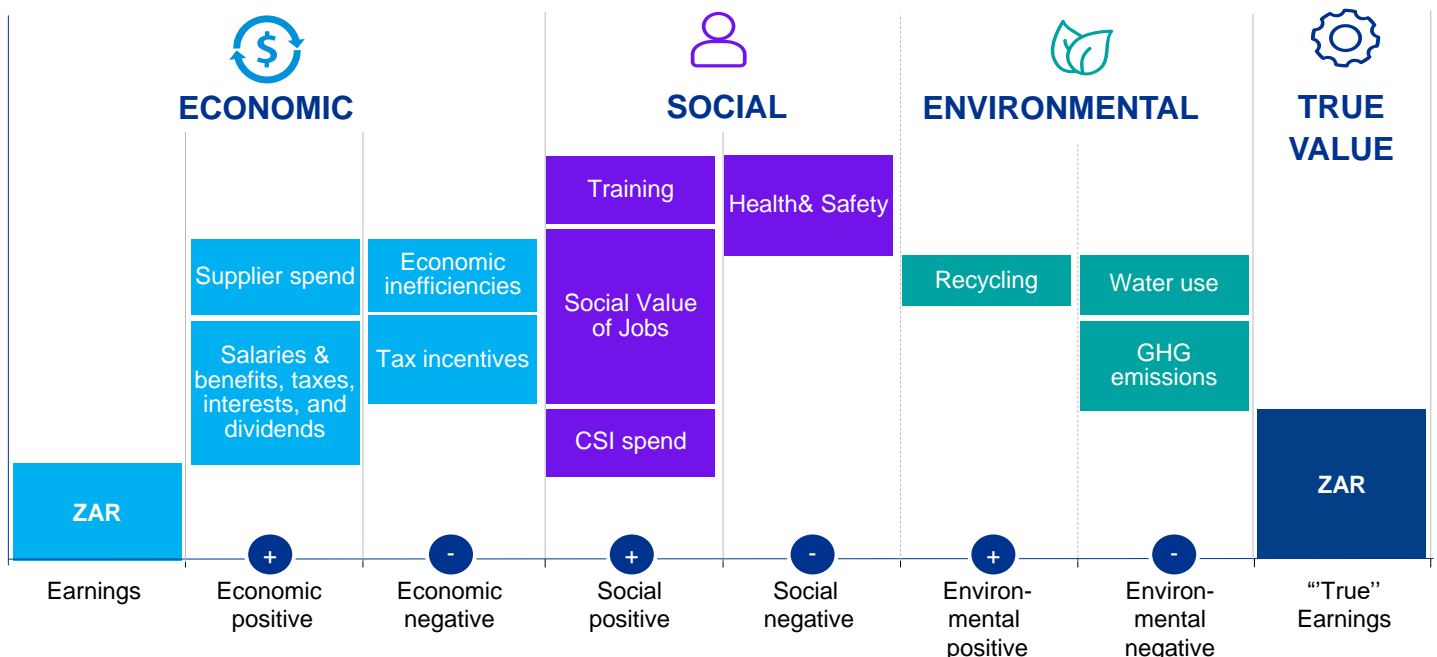 $
ECONOMIC
SOCIAL
ENVIRONMENTAL
TRUE
VALUE
Training
Health& Safety
Supplier spend
Economic
inefficiencies
Social Value
of Jobs
Recycling
Water use
Salaries &
benefits, taxes,
interests, and
dividends
Tax incentives
GHG
emissions
CSI spend
ZAR
ZAR
+
-
+
-
+
-
Earnings
Economic
positive
Economic
negative
Social
positive
Social
negative
Environ-
mental
positive
Environ-
mental
negative
“’True’’
Earnings